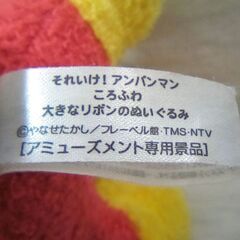 それいけ！アンパンマン
ころふわ
大きなリボンのぬいぐるみ
©やなせたかし／フレーベル館・TMS・NTV
［アミューズメント専用景品］